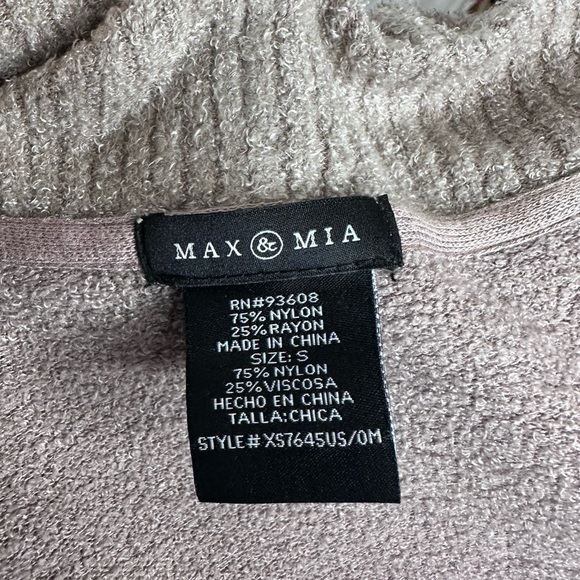 MAX & MIA
RN#93608
75% NYLON
25% RAYON
MADE IN CHINA
SIZE: S
75% NYLON
25% VISCOSA
HECHO EN CHINA
TALLA:CHICA
STYLE# XS7645US/0M